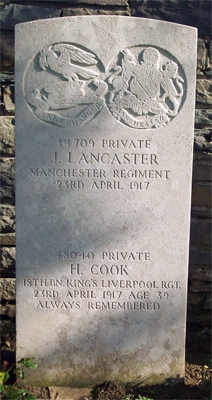 34709 PRIVATE
J. LANCASTER
MANCHESTER REGIMENT
23RD APRIL 1917
48040 PRIVATE
H. COOK
18TH BN. KING'S LIVERPOOL RGT.
23RD APRIL 1917 AGE 39
ALWAYS REMEMBERED